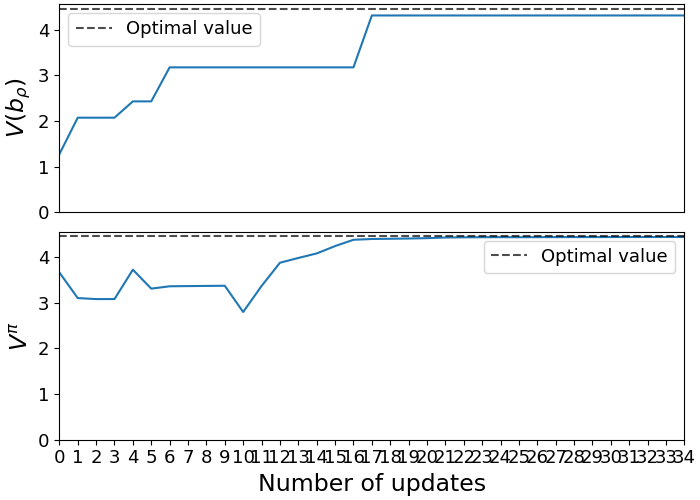 Optimal value
4
3
2
1
0
V(b_ρ)
Optimal value
4
3
2
1
0
V^π
0 1 2 3 4 5 6 7 8 9 10 11 12 13 14 15 16 17 18 19 20 21 22 23 24 25 26 27 28 29 30 31 32 33 34
Number of updates